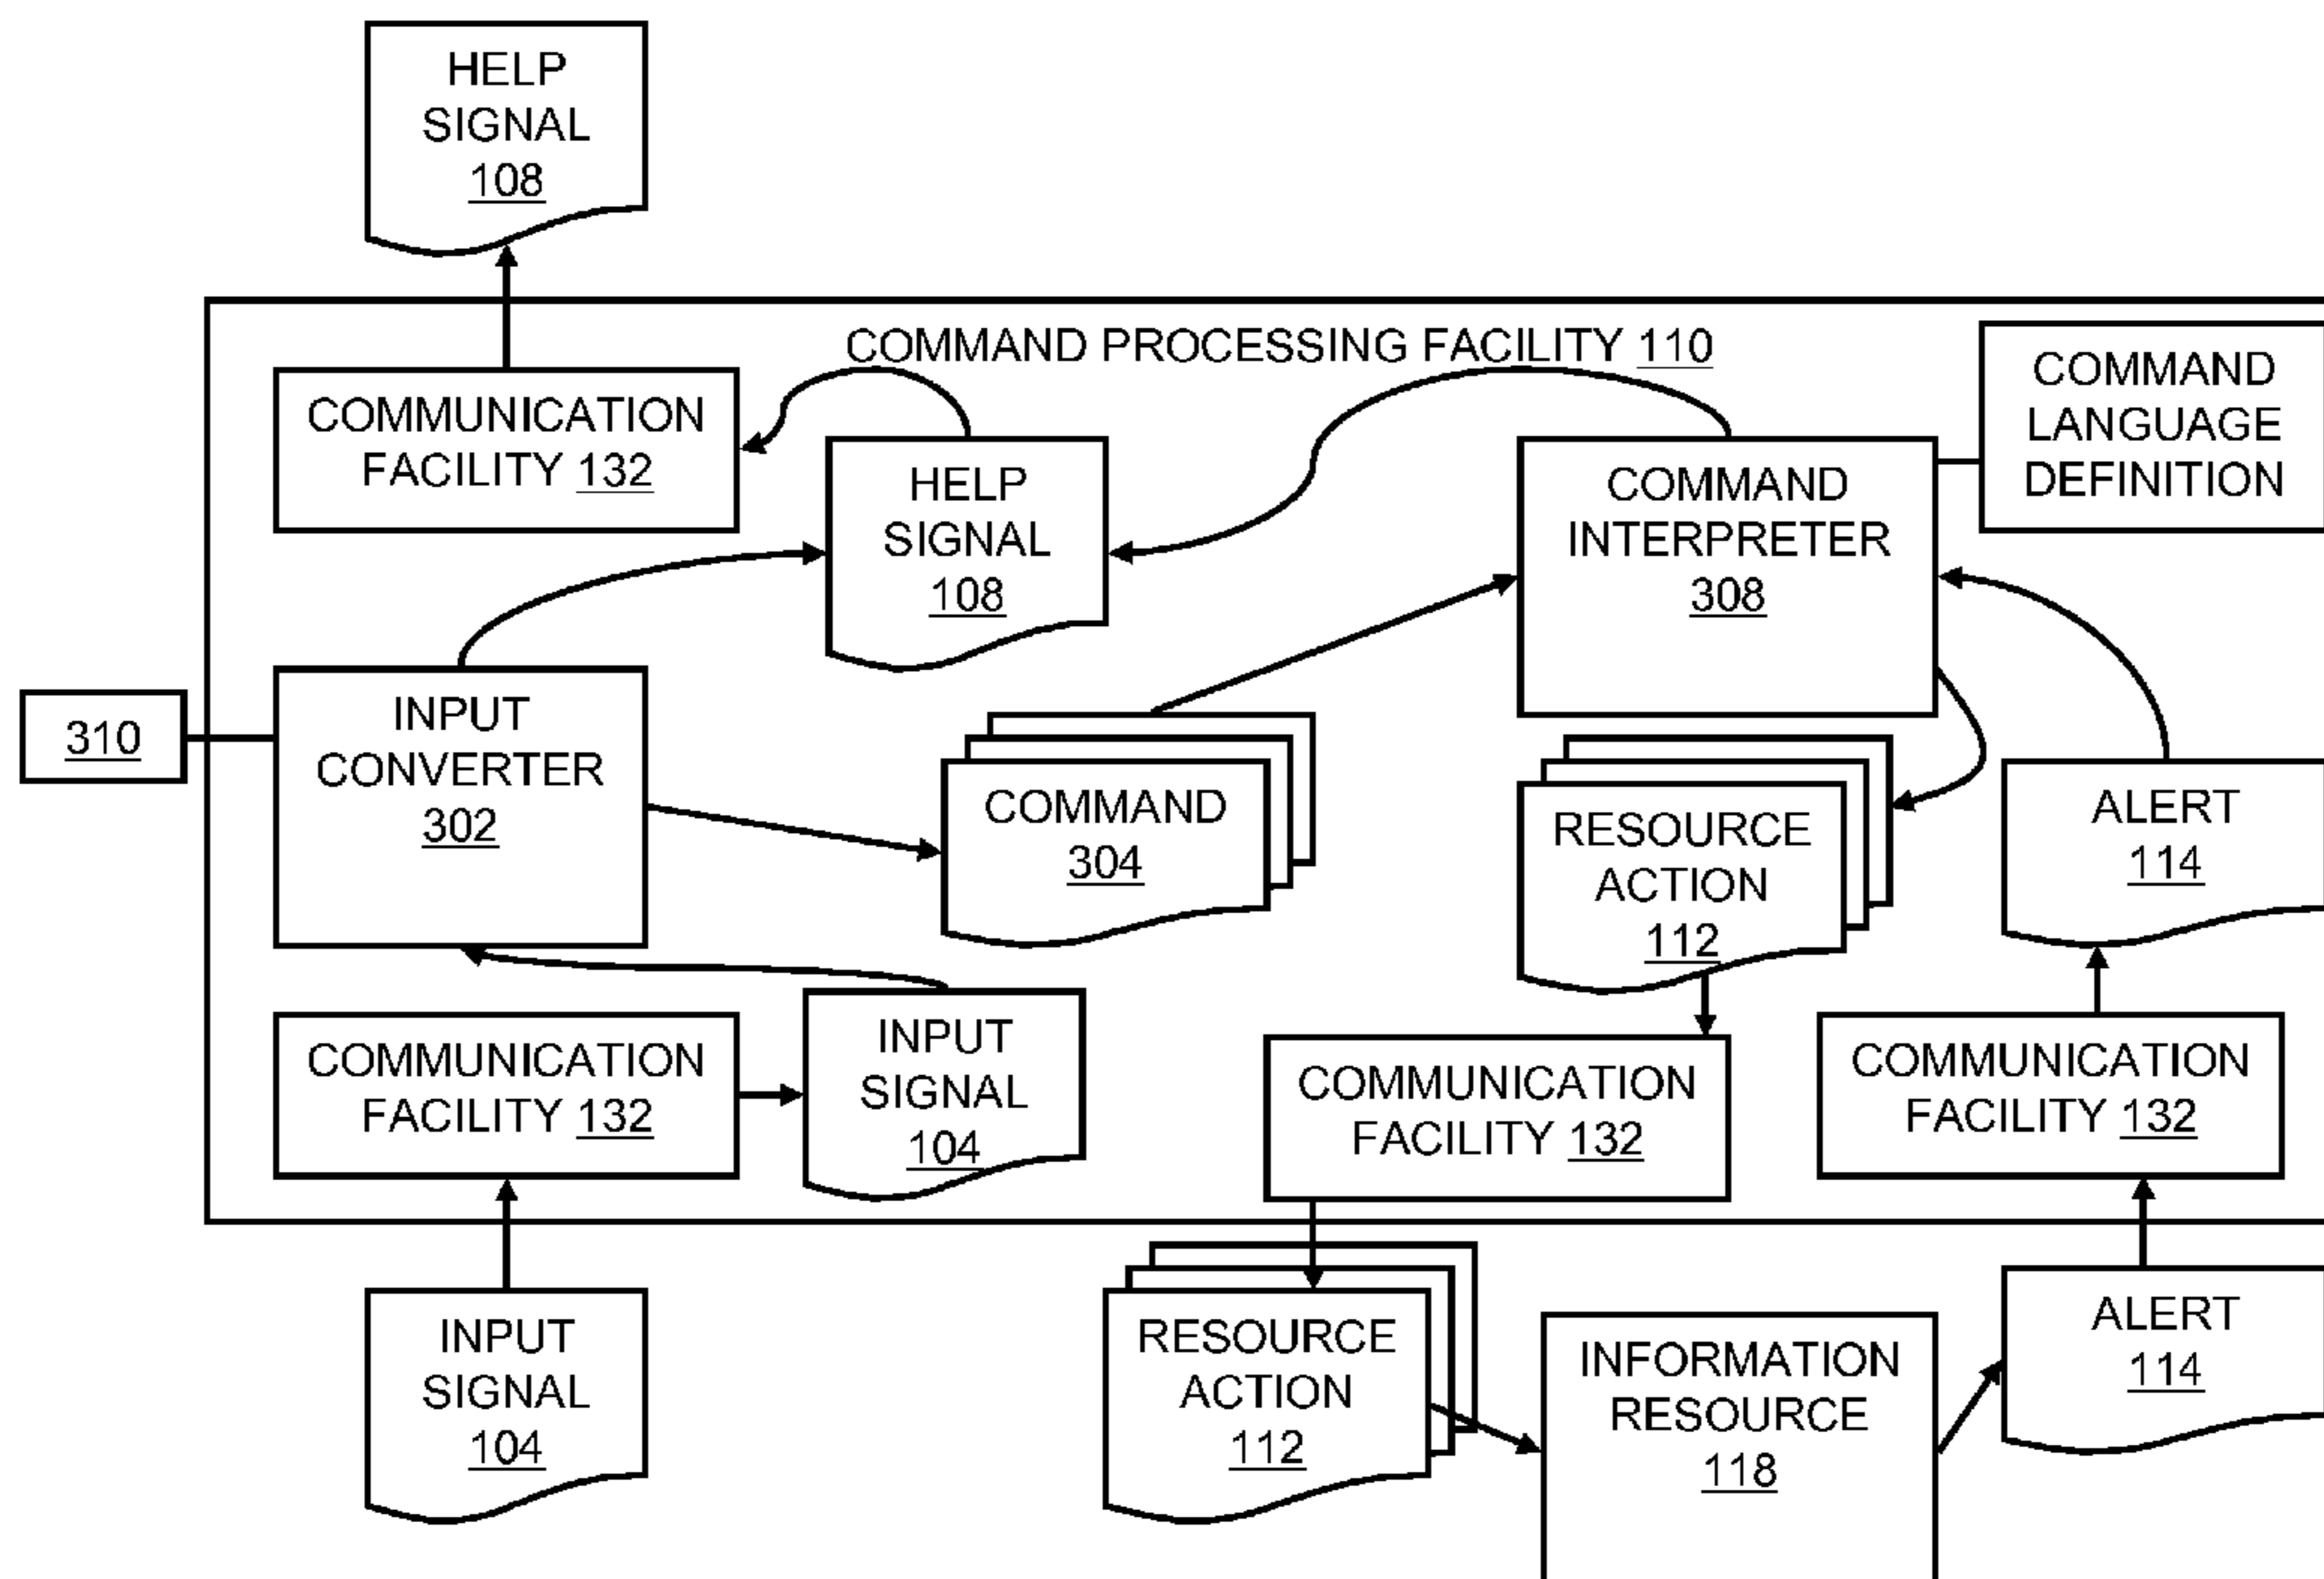 HELP
SIGNAL
108
COMMAND PROCESSING FACILITY 110
COMMUNICATION
FACILITY 132
HELP
SIGNAL
108
COMMAND
INTERPRETER
308
COMMAND
LANGUAGE
DEFINITION
310
INPUT
CONVERTER
302
COMMAND
304
RESOURCE
ACTION
112
ALERT
114
COMMUNICATION
FACILITY 132
INPUT
SIGNAL
104
COMMUNICATION
FACILITY 132
COMMUNICATION
FACILITY 132
INPUT
SIGNAL
104
RESOURCE
ACTION
112
INFORMATION
RESOURCE
118
ALERT
114